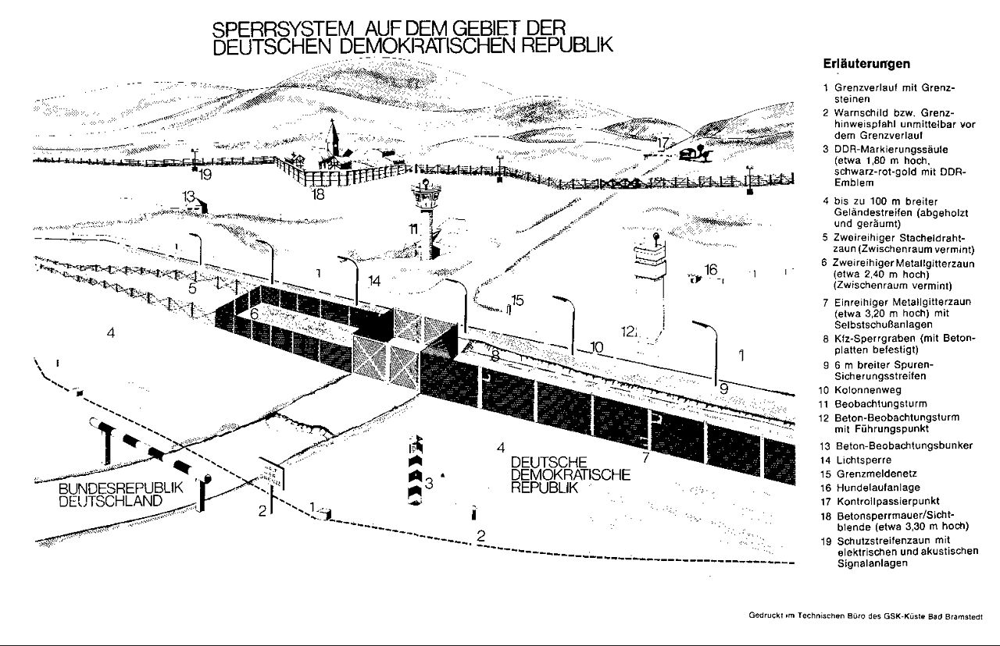 SPERRSYSTEM AUF DEM GEBIET DER
DEUTSCHEN DEMOKRATISCHEN REPUBLIK
17
19
18
13
11
1
1
14
16
5
15
6
4
12
10
1
8
9
4
7
DEUTSCHE
DEMOKRATISCHE
REPUBLIK
BUNDESREPUBLIK
DEUTSCHLAND
3
2
1
2
Erläuterungen
1 Grenzverlauf mit Grenz-
steinen
2 Warnschild bzw. Grenz-
hinweispfahl unmittelbar vor
dem Grenzverlauf
3 DDR-Markierungssäule
(etwa 1,80 m hoch,
schwarz-rot-gold mit DDR-
Emblem
4 bis zu 100 m breiter
Geländestreifen (abgeholzt
und geräumt)
5 Zweireihiger Stacheldraht-
zaun (Zwischenraum vermint)
6 Zweireihiger Metallgitterzaun
(etwa 2,40 m hoch)
(Zwischenraum vermint)
7 Einreihiger Metallgitterzaun
(etwa 3,20 m hoch) mit
Selbstschußanlagen
8 Kfz-Sperrgraben (mit Beton-
platten befestigt)
9 6 m breiter Spuren-
Sicherungsstreifen
10 Kolonnenweg
11 Beobachtungsturm
12 Beton-Beobachtungsturm
mit Führungspunkt
13 Beton-Beobachtungsbunker
14 Lichtsperre
15 Grenzmeldenetz
16 Hundelaufanlage
17 Kontrollpassierpunkt
18 Betonsperrmauer/Sicht-
blende (etwa 3,30 m hoch)
19 Schutzstreifenzaun mit
elektrischen und akustischen
Signalanlagen
Gedruckt im Technischen Büro des GSK-Küste Bad Bramstedt